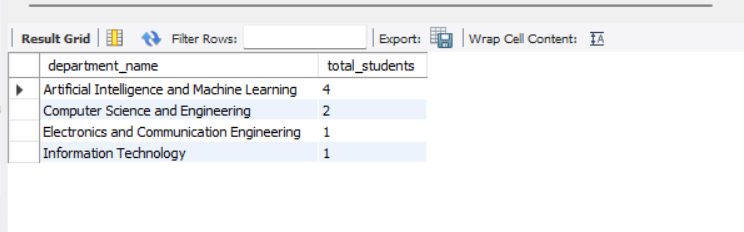 Result Grid Filter Rows: Export: Wrap Cell Content: IA
department_name total_students
Artificial Intelligence and Machine Learning 4
Computer Science and Engineering 2
Electronics and Communication Engineering 1
Information Technology 1